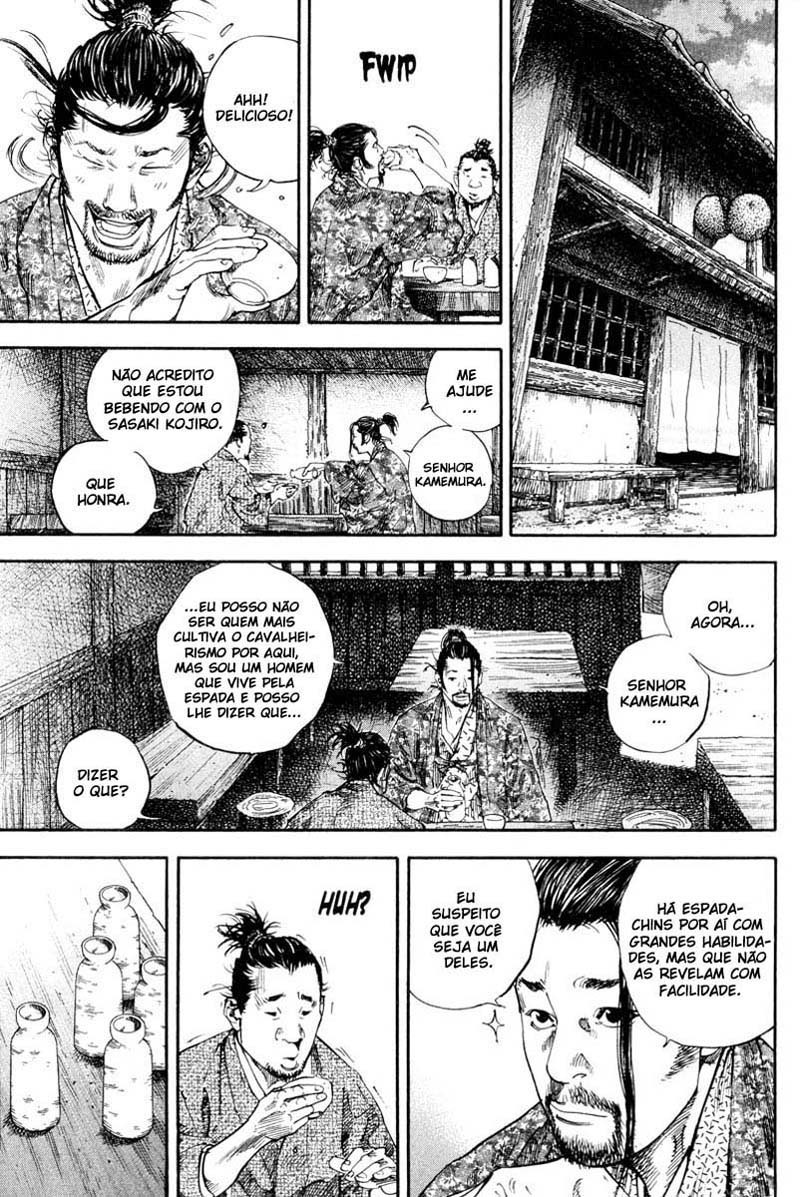 FWIP
AHH!
DELICIOSO!
ME
AJUDE
...
SENHOR
KAMEMURA.
NÃO ACREDITO
QUE ESTOU
BEBENDO COM O
SASAKI KOJIRO.
QUE
HONRA.
OH,
AGORA...
SENHOR
KAMEMURA
...
...EU POSSO NÃO
SER QUEM MAIS
CULTIVA O CAVALHEI-
RISMO POR AQUI,
MAS SOU UM HOMEM
QUE VIVE PELA
ESPADA E POSSO
LHE DIZER QUE...
DIZER
O QUE?
HÁ ESPADA-
CHINS POR AÍ COM
GRANDES HABILIDA-
DES, MAS QUE NÃO
AS REVELAM COM
FACILIDADE.
EU
SUSPEITO
QUE VOCÊ
SEJA UM
DELES.
HUH?